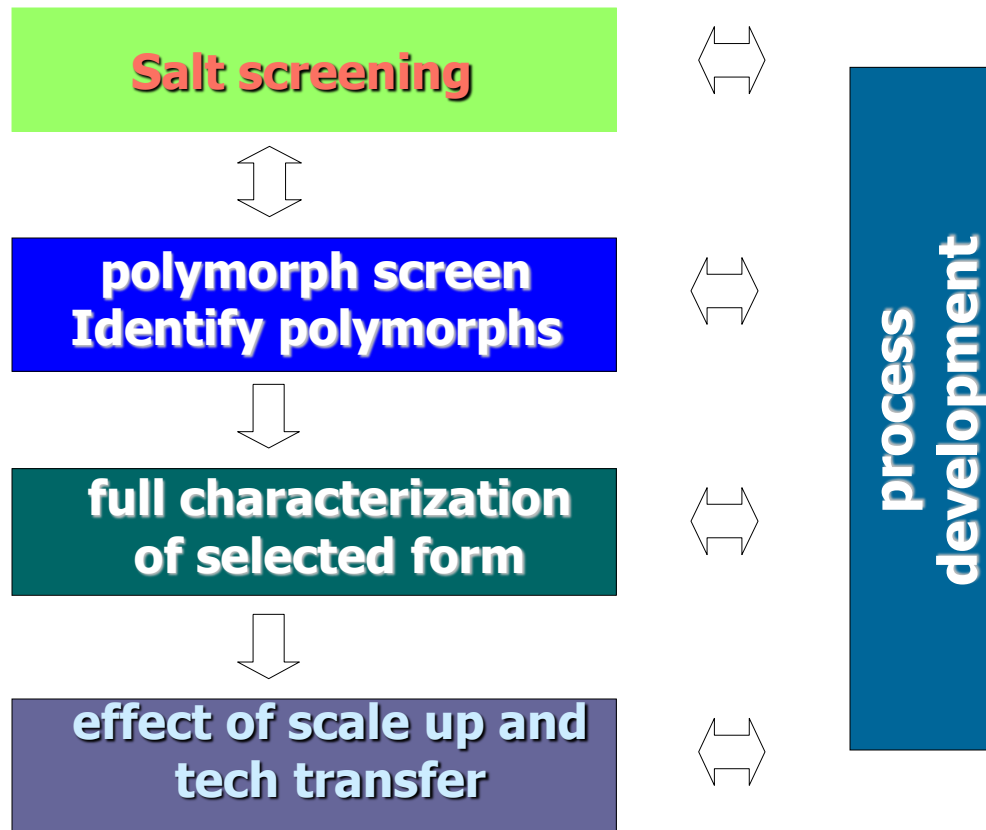 Salt screening
polymorph screen
Identify polymorphs
full characterization
of selected form
effect of scale up and
tech transfer
process
development